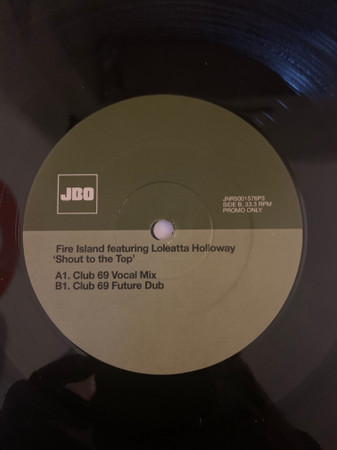 JBO
JNR5001576P3
SIDE B, 33.3 RPM
PROMO ONLY
Fire Island featuring Loleatta Holloway
'Shout to the Top'
A1. Club 69 Vocal Mix
B1. Club 69 Future Dub